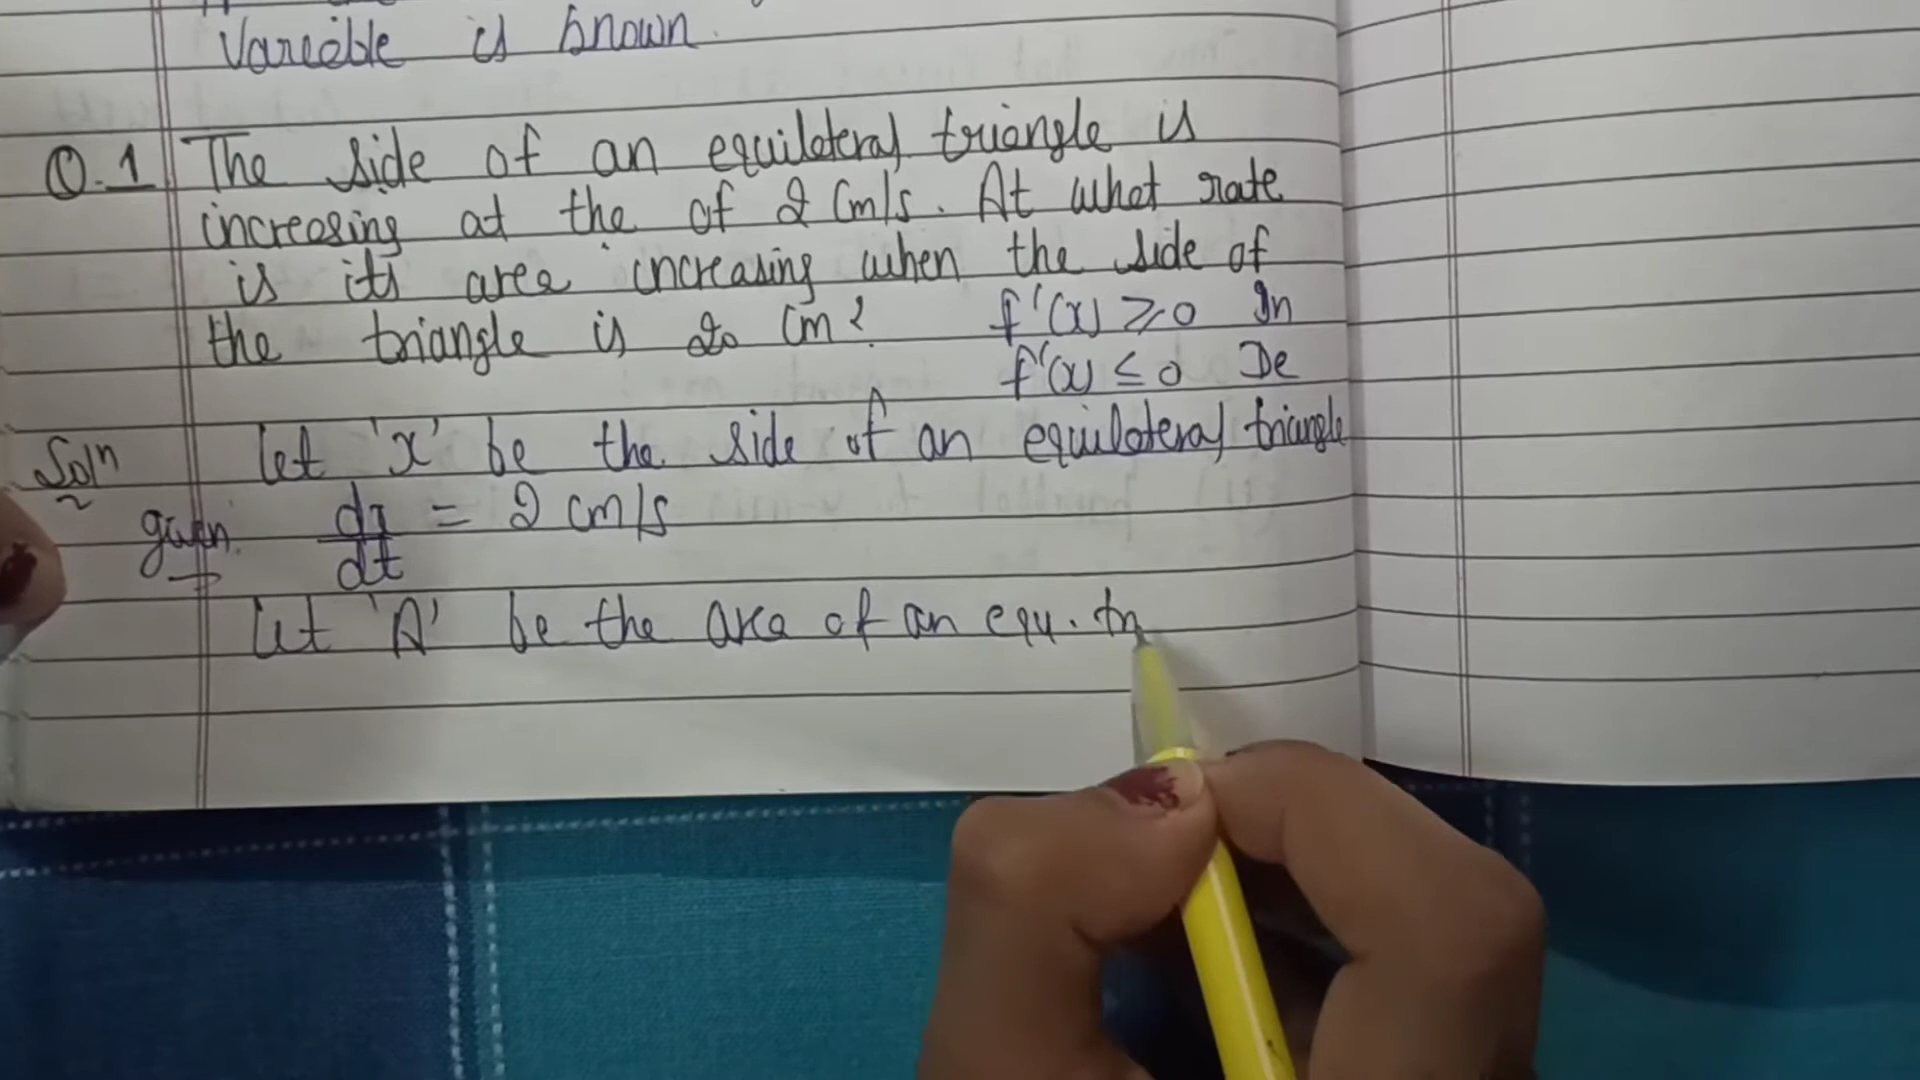 Variable is known.
Q.1 The side of an equilateral triangle is
increasing at the of 2 cm/s. At what rate
is its area increasing when the side of
the triangle is 20 cm? f'(x) ≥ 0 In
f'(x) ≤ 0 De
Soln Let 'x' be the side of an equilateral triangle
given dx/dt = 2 cm/s
Let 'A' be the area of an equ. tri